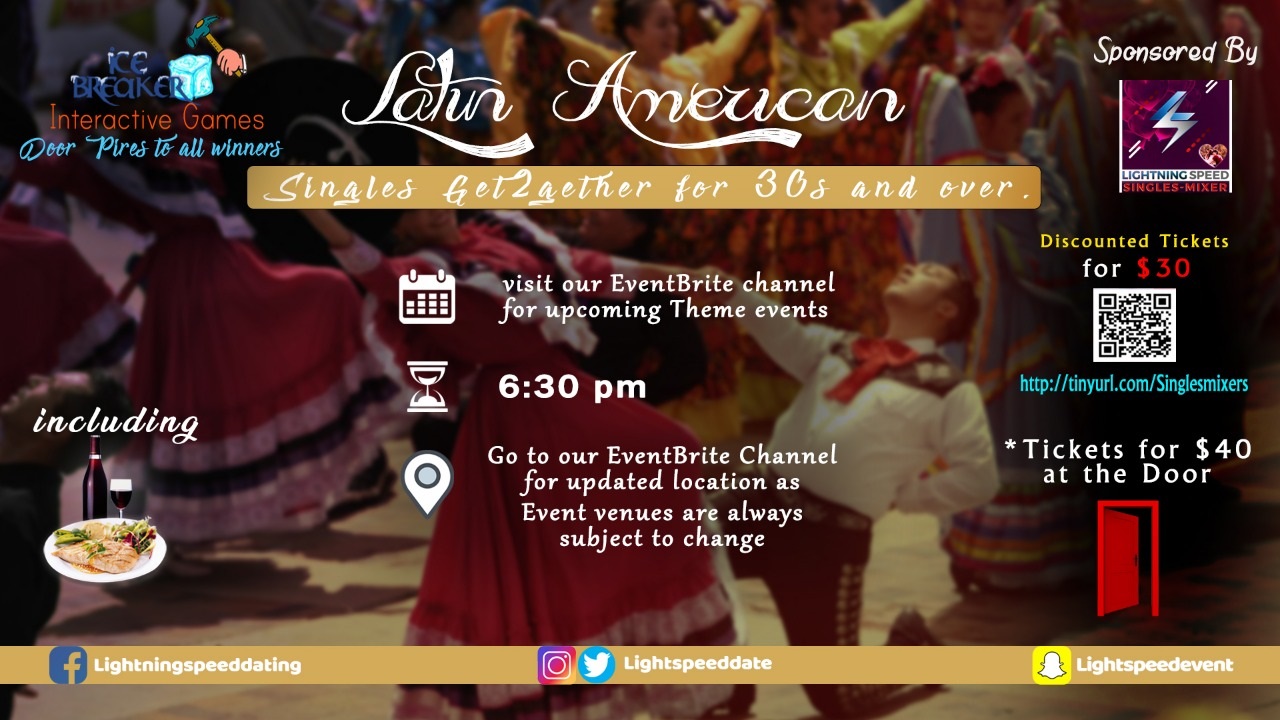 ICE
BREAKER
Interactive Games
Door Pires to all winners
Latin American
Singles Get2gether for 30s and over.
Sponsored By
LIGHTNING SPEED
SINGLES-MIXER
Discounted Tickets
for $30
http://tinyurl.com/Singlesmixers
*Tickets for $40
at the Door
visit our EventBrite channel
for upcoming Theme events
6:30 pm
Go to our EventBrite Channel
for updated location as
Event venues are always
subject to change
including
Lightningspeeddating
Lightspeeddate
Lightspeedevent